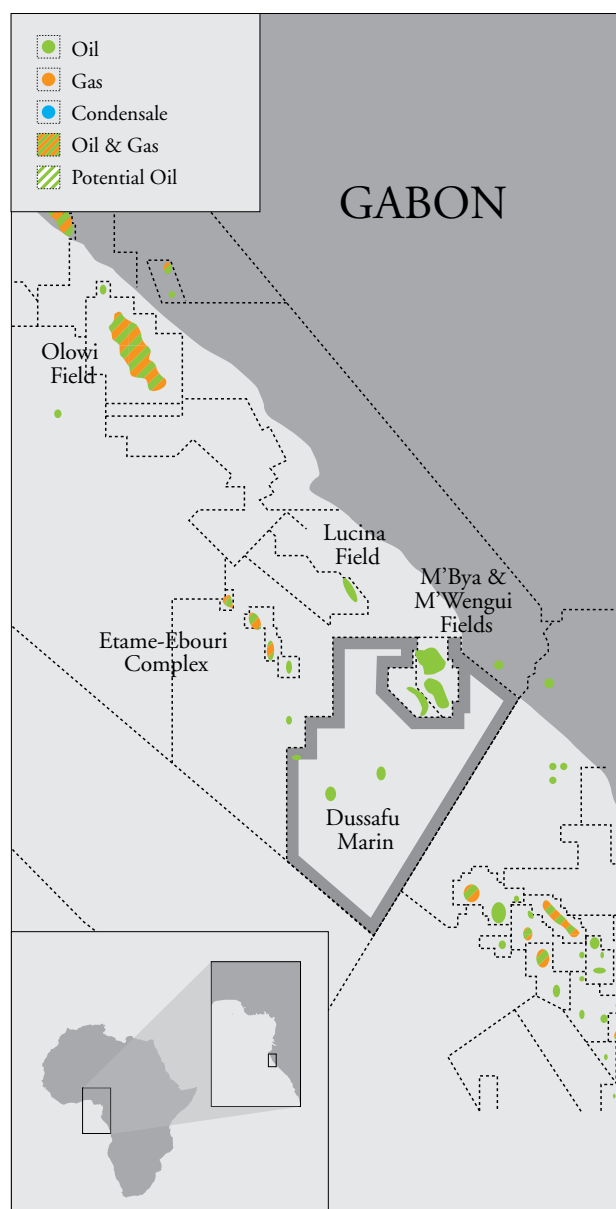 Oil
Gas
Condensale
Oil & Gas
Potential Oil
GABON
Olowi
Field
Lucina
Field
M'Bya &
M'Wengui
Fields
Etame-Ebouri
Complex
Dussafu
Marin